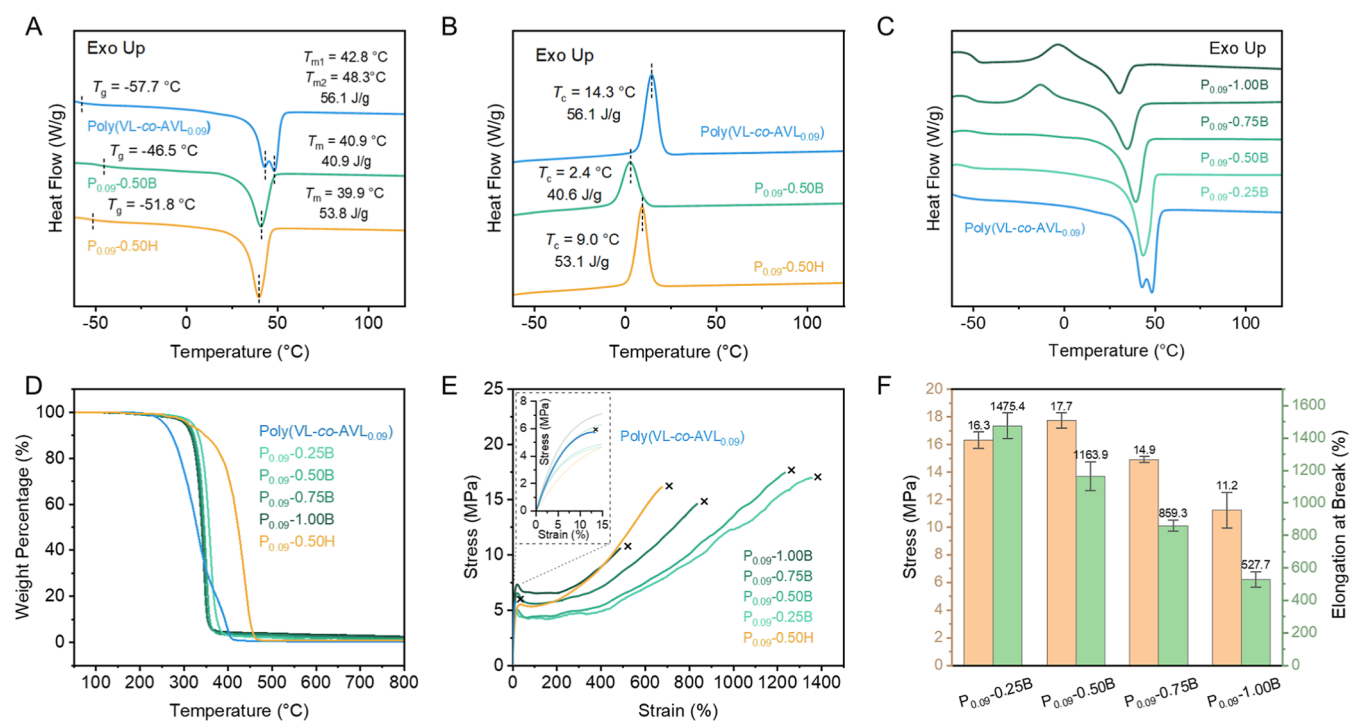 A
Exo Up
Tm1 = 42.8 °C
Tm2 = 48.3°C
56.1 J/g
Tg = -57.7 °C
Poly(VL-co-AVL0.09)
Tg = -46.5 °C
Tm = 40.9 °C
40.9 J/g
P0.09-0.50B
Tg = -51.8 °C
Tm = 39.9 °C
53.8 J/g
P0.09-0.50H
Heat Flow (W/g)
-50 0 50 100
Temperature (°C)
B
Exo Up
Tc = 14.3 °C
56.1 J/g
Poly(VL-co-AVL0.09)
Tc = 2.4 °C
40.6 J/g
P0.09-0.50B
Tc = 9.0 °C
53.1 J/g
P0.09-0.50H
Heat Flow (W/g)
-50 0 50 100
Temperature (°C)
C
Exo Up
P0.09-1.00B
P0.09-0.75B
P0.09-0.50B
P0.09-0.25B
Poly(VL-co-AVL0.09)
Heat Flow (W/g)
-50 0 50 100
Temperature (°C)
D
Weight Percentage (%)
100
80
60
40
20
0
Poly(VL-co-AVL0.09)
P0.09-0.25B
P0.09-0.50B
P0.09-0.75B
P0.09-1.00B
P0.09-0.50H
100 200 300 400 500 600 700 800
Temperature (°C)
E
Stress (MPa)
25
20
15
10
5
0
Stress (MPa)
8
6
4
2
0
0 5 10 15
Strain (%)
Poly(VL-co-AVL0.09)
P0.09-1.00B
P0.09-0.75B
P0.09-0.50B
P0.09-0.25B
P0.09-0.50H
0 200 400 600 800 1000 1200 1400
Strain (%)
F
Stress (MPa)
20
18
16
14
12
10
8
6
4
2
0
16.3
1475.4
17.7
1163.9
14.9
859.3
11.2
527.7
1600
1400
1200
1000
800
600
400
200
0
Elongation at Break (%)
P0.09-0.25B
P0.09-0.50B
P0.09-0.75B
P0.09-1.00B